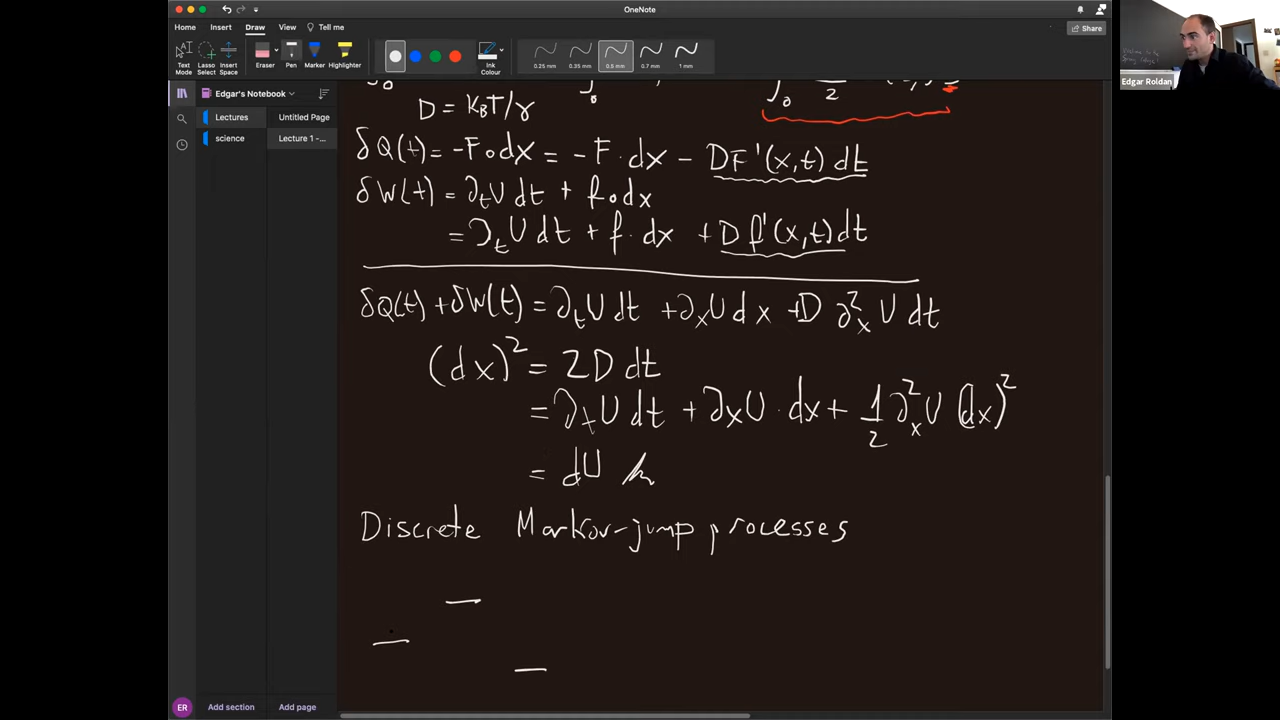 OneNote
Home Insert Draw View Tell me
Share
Text Mode
Lasso Select
Insert Space
Eraser
Pen
Marker
Highlighter
Ink Colour
0.25 mm 0.35 mm 0.5 mm 0.7 mm 1 mm
Edgar Roldan
Edgar's Notebook
Lectures
science
Untitled Page
Lecture 1 -...
D = K_BT/γ
δQ(t) = -F∘dx = -F·dx - DF'(x,t)dt
δW(t) = ∂_tU dt + f∘dx
= ∂_tU dt + f·dx + D f'(x,t)dt
δQ(t) + δW(t) = ∂_tU dt + ∂_xU dx + D ∂²_x U dt
(dx)² = 2D dt
= ∂_tU dt + ∂_xU · dx + 1/2 ∂²_x U (dx)²
= dU
Discrete Markov-jump processes
ER
Add section
Add page